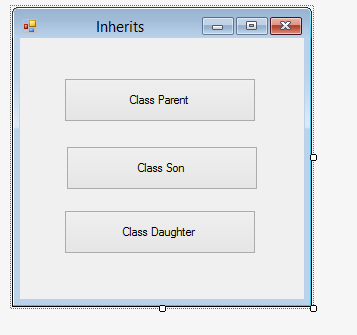 Inherits
Class Parent
Class Son
Class Daughter